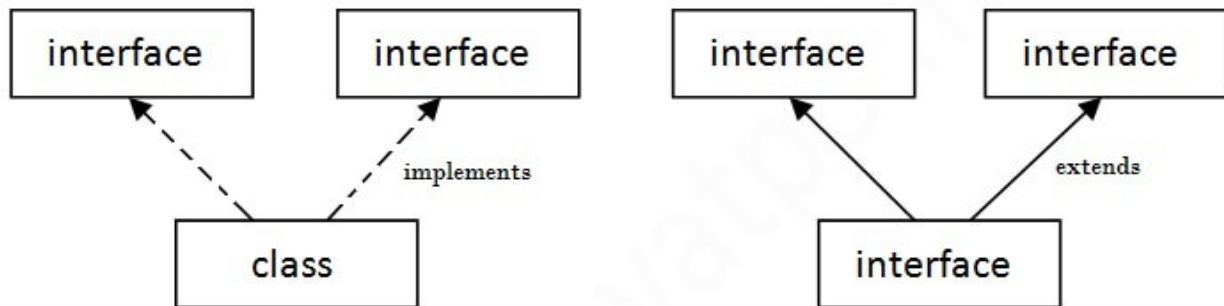 interface interface interface interface
implements extends
class interface